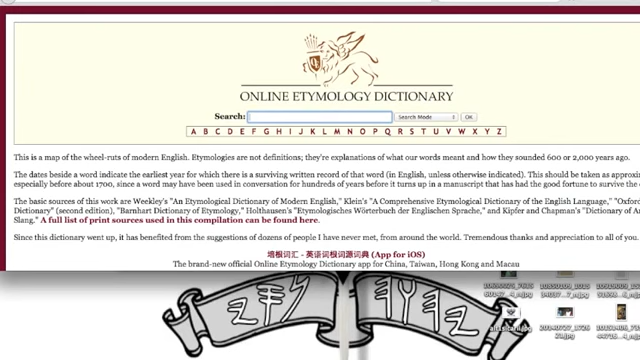 ONLINE ETYMOLOGY DICTIONARY
Search: Search Mode OK
A B C D E F G H I J K L M N O P Q R S T U V W X Y Z
This is a map of the wheel-ruts of modern English. Etymologies are not definitions; they're explanations of what our words meant and how they sounded 600 or 2,000 years ago.
The dates beside a word indicate the earliest year for which there is a surviving written record of that word (in English, unless otherwise indicated). This should be taken as approxim
especially before about 1700, since a word may have been used in conversation for hundreds of years before it turns up in a manuscript that has had the good fortune to survive the c
The basic sources of this work are Weekley's "An Etymological Dictionary of Modern English," Klein's "A Comprehensive Etymological Dictionary of the English Language," "Oxford
Dictionary" (second edition), "Barnhart Dictionary of Etymology," Holthausen's "Etymologisches Wörterbuch der Englischen Sprache," and Kipfer and Chapman's "Dictionary of Am
Slang." A full list of print sources used in this compilation can be found here.
Since this dictionary went up, it has benefited from the suggestions of dozens of people I have never met, from around the world. Tremendous thanks and appreciation to all of you.
培根词汇 - 英语词根词源词典 (App for iOS)
The brand-new official Online Etymology Dictionary app for China, Taiwan, Hong Kong and Macau